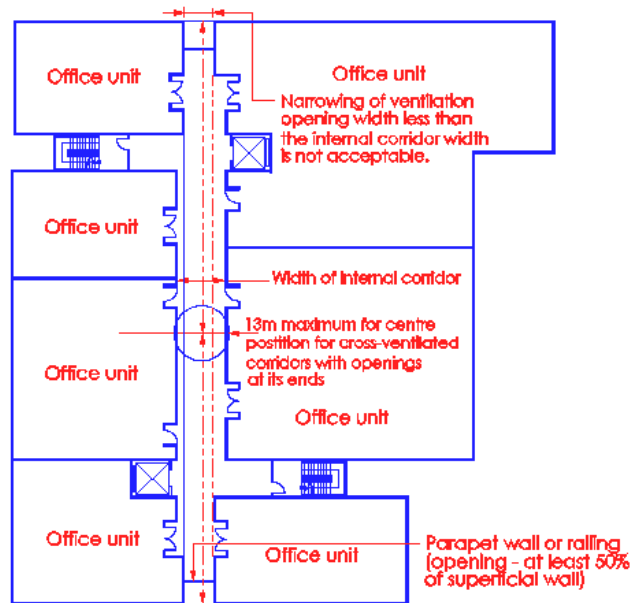 Office unit
Office unit
Narrowing of ventilation
opening width less than
the internal corridor width
is not acceptable.
Office unit
Width of internal corridor
13m maximum for centre
postition for cross-ventilated
corridors with openings
at its ends
Office unit
Office unit
Office unit
Office unit
Parapet wall or railing
(opening - at least 50%
of superficial wall)